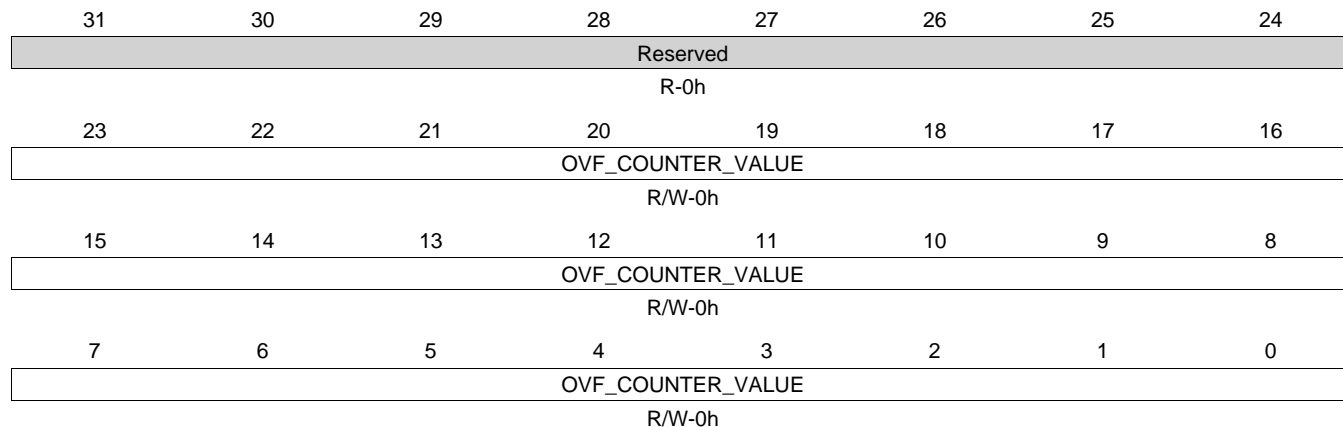 31 30 29 28 27 26 25 24
Reserved
R-0h
23 22 21 20 19 18 17 16
OVF_COUNTER_VALUE
R/W-0h
15 14 13 12 11 10 9 8
OVF_COUNTER_VALUE
R/W-0h
7 6 5 4 3 2 1 0
OVF_COUNTER_VALUE
R/W-0h